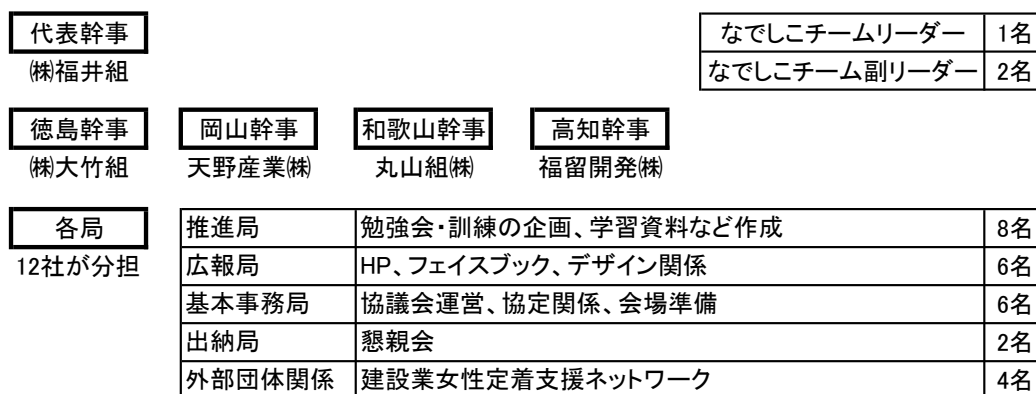 代表幹事 なでしこチームリーダー 1名
㈱福井組 なでしこチーム副リーダー 2名
徳島幹事 岡山幹事 和歌山幹事 高知幹事
㈱大竹組 天野産業㈱ 丸山組㈱ 福留開発㈱
各局 推進局 勉強会・訓練の企画、学習資料など作成 8名
12社が分担 広報局 HP、フェイスブック、デザイン関係 6名
基本事務局 協議会運営、協定関係、会場準備 6名
出納局 懇親会 2名
外部団体関係 建設業女性定着支援ネットワーク 4名